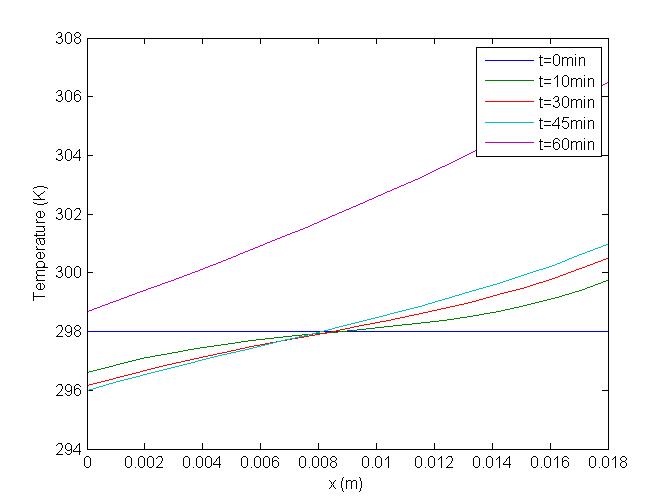 308
306
304
302
300
298
296
294
Temperature (K)
0 0.002 0.004 0.006 0.008 0.01 0.012 0.014 0.016 0.018
x (m)
t=0min
t=10min
t=30min
t=45min
t=60min